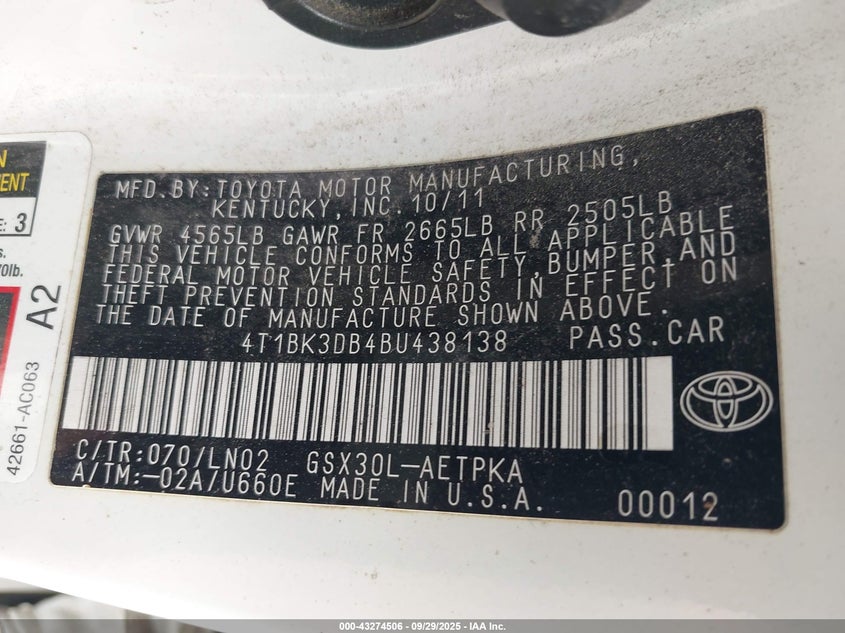 N
MENT
E: 3
s.
70lb.
A2
42661-AC063
MFD.BY:TOYOTA MOTOR MANUFACTURING,
KENTUCKY,INC.10/11
GVWR 4565LB GAWR FR 2665LB RR 2505LB
THIS VEHICLE CONFORMS TO ALL APPLICABLE
FEDERAL MOTOR VEHICLE SAFETY,BUMPER,AND
THEFT PREVENTION STANDARDS IN EFFECT ON
THE DATE OF MANUFACTURE SHOWN ABOVE.
4T1BK3DB4BU438138 PASS.CAR
C/TR:070/LN02 GSX30L-AETPKA
A/TM:-02A/U660E MADE IN U.S.A. 00012
000-43274506 - 09/29/2025 - IAA Inc.